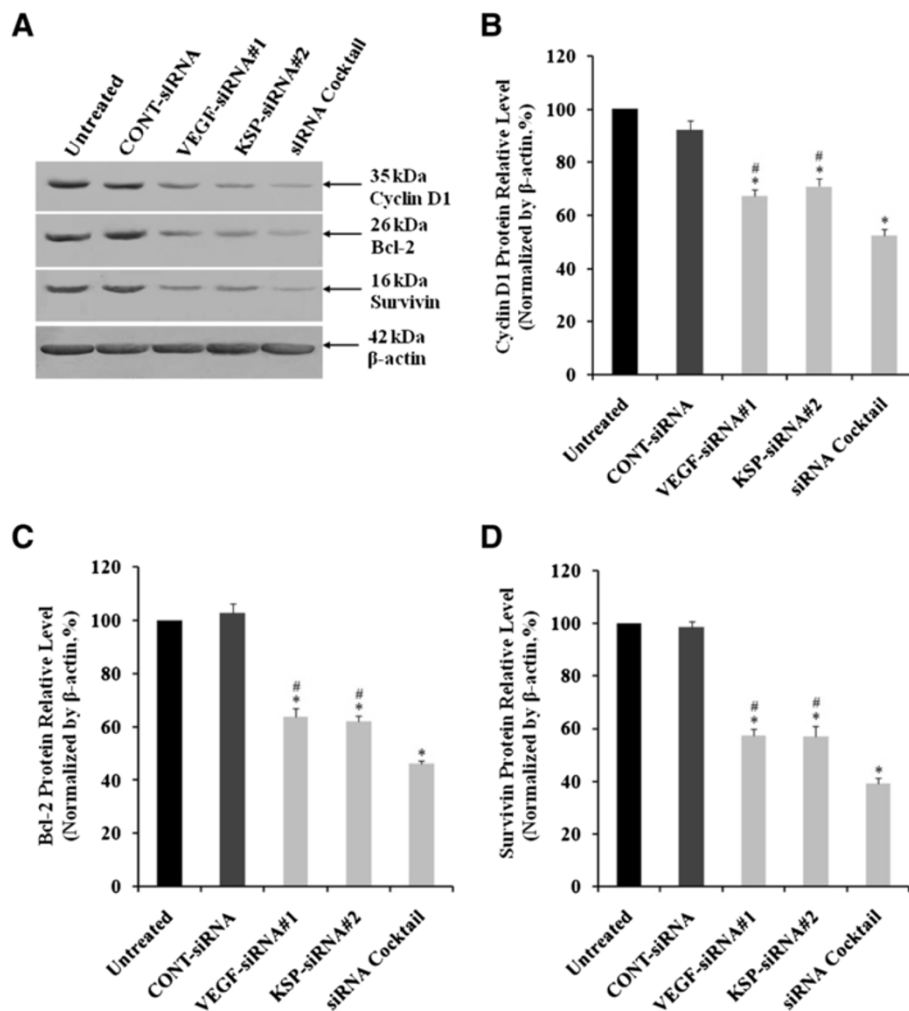 A
Untreated
CONT-siRNA
VEGF-siRNA#1
KSP-siRNA#2
siRNA Cocktail
35 kDa
Cyclin D1
26 kDa
Bcl-2
16 kDa
Survivin
42 kDa
β-actin
B
Cyclin D1 Protein Relative Level
(Normalized by β-actin,%)
120
100
80
60
40
20
0
#
*
#
*
*
Untreated
CONT-siRNA
VEGF-siRNA#1
KSP-siRNA#2
siRNA Cocktail
C
Bcl-2 Protein Relative Level
(Normalized by β-actin,%)
120
100
80
60
40
20
0
#
*
#
*
*
Untreated
CONT-siRNA
VEGF-siRNA#1
KSP-siRNA#2
siRNA Cocktail
D
Survivin Protein Relative Level
(Normalized by β-actin,%)
120
100
80
60
40
20
0
#
*
#
*
*
Untreated
CONT-siRNA
VEGF-siRNA#1
KSP-siRNA#2
siRNA Cocktail